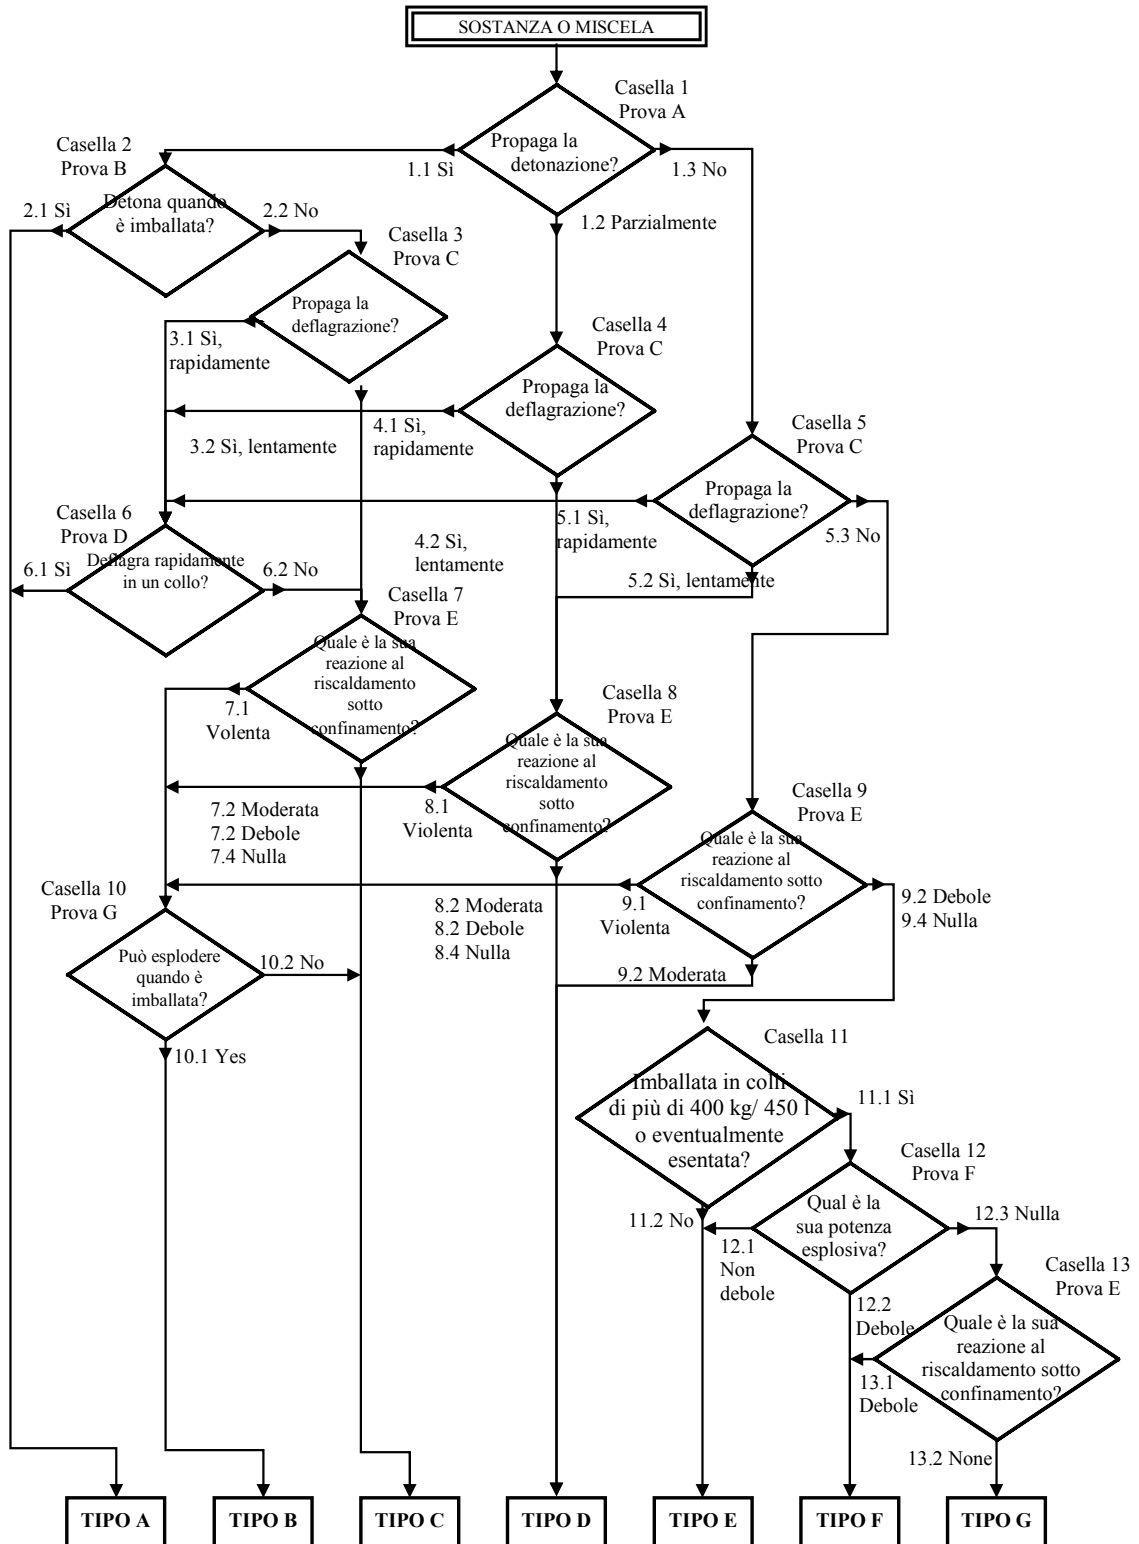 SOSTANZA O MISCELA
Casella 1
Prova A
Propaga la
detonazione?
1.1 Sì
1.3 No
1.2 Parzialmente
Casella 2
Prova B
Detona quando
è imballata?
2.1 Sì
2.2 No
Casella 3
Prova C
Propaga la
deflagrazione?
3.1 Sì,
rapidamente
3.2 Sì, lentamente
Casella 4
Prova C
Propaga la
deflagrazione?
4.1 Sì,
rapidamente
4.2 Sì,
lentamente
Casella 5
Prova C
Propaga la
deflagrazione?
5.1 Sì,
rapidamente
5.2 Sì, lentamente
5.3 No
Casella 6
Prova D
Deflagra rapidamente
in un collo?
6.1 Sì
6.2 No
Casella 7
Prova E
Quale è la sua
reazione al
riscaldamento
sotto
confinamento?
7.1
Volenta
7.2 Moderata
7.2 Debole
7.4 Nulla
Casella 8
Prova E
Quale è la sua
reazione al
riscaldamento
sotto
confinamento?
8.1
Violenta
8.2 Moderata
8.2 Debole
8.4 Nulla
Casella 9
Prova E
Quale è la sua
reazione al
riscaldamento sotto
confinamento?
9.1
Violenta
9.2 Moderata
9.2 Debole
9.4 Nulla
Casella 10
Prova G
Può esplodere
quando è
imballata?
10.2 No
10.1 Yes
Casella 11
Imballata in colli
di più di 400 kg/ 450 l
o eventualmente
esentata?
11.1 Sì
11.2 No
Casella 12
Prova F
Qual è la
sua potenza
esplosiva?
12.1
Non
debole
12.2
Debole
12.3 Nulla
Casella 13
Prova E
Quale è la sua
reazione al
riscaldamento sotto
confinamento?
13.1
Debole
13.2 None
TIPO A
TIPO B
TIPO C
TIPO D
TIPO E
TIPO F
TIPO G